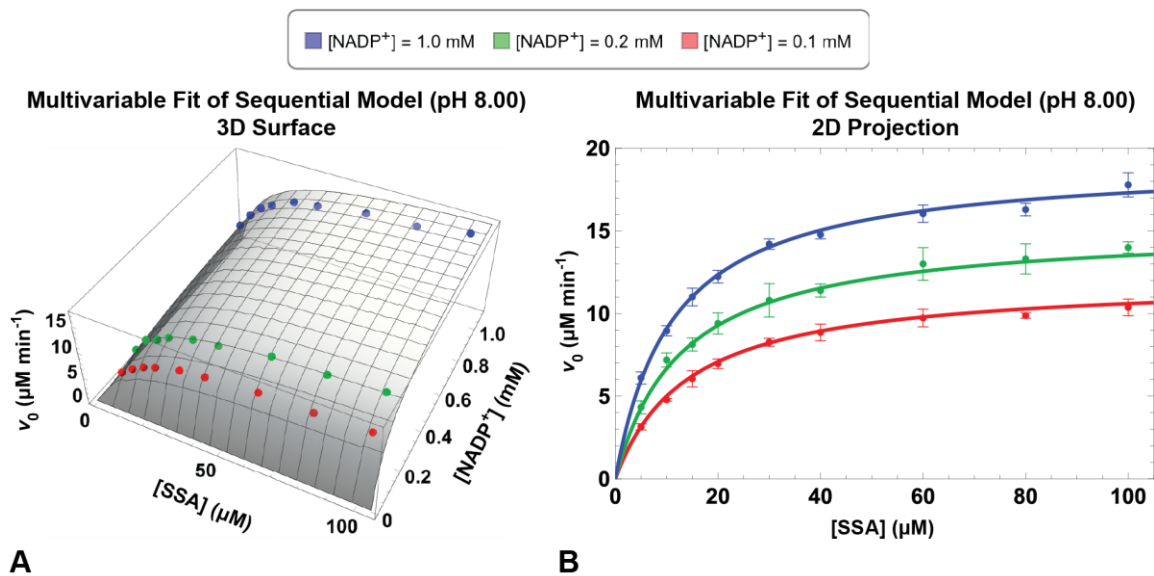 [NADP⁺] = 1.0 mM [NADP⁺] = 0.2 mM [NADP⁺] = 0.1 mM
Multivariable Fit of Sequential Model (pH 8.00)
3D Surface
15
10
5
0
v₀ (µM min⁻¹)
0
50
100
[SSA] (µM)
0
0.2
0.4
0.6
0.8
1.0
[NADP⁺] (mM)
A
Multivariable Fit of Sequential Model (pH 8.00)
2D Projection
20
15
10
5
0
v₀ (µM min⁻¹)
0 20 40 60 80 100
[SSA] (µM)
B